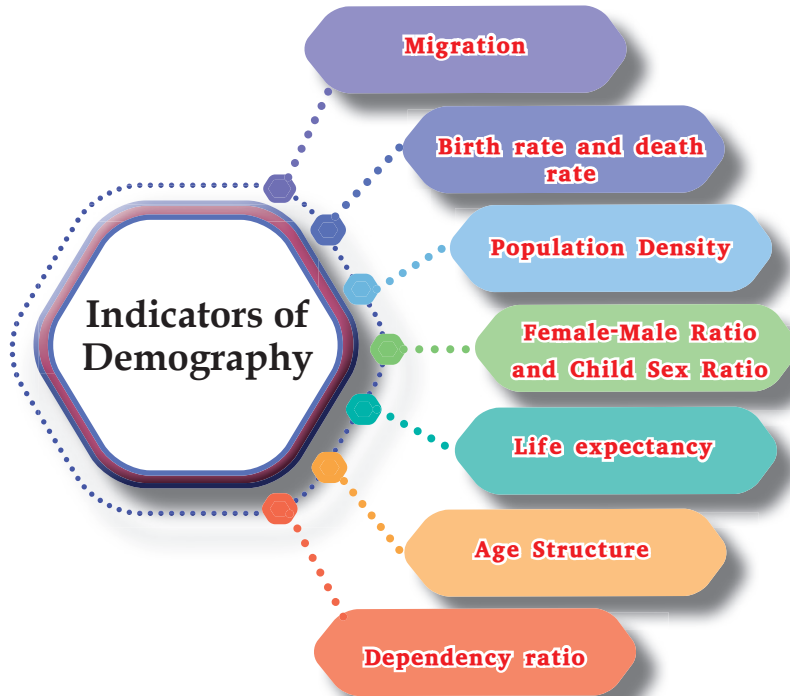 Indicators of
Demography
Migration
Birth rate and death
rate
Population Density
Female-Male Ratio
and Child Sex Ratio
Life expectancy
Age Structure
Dependency ratio